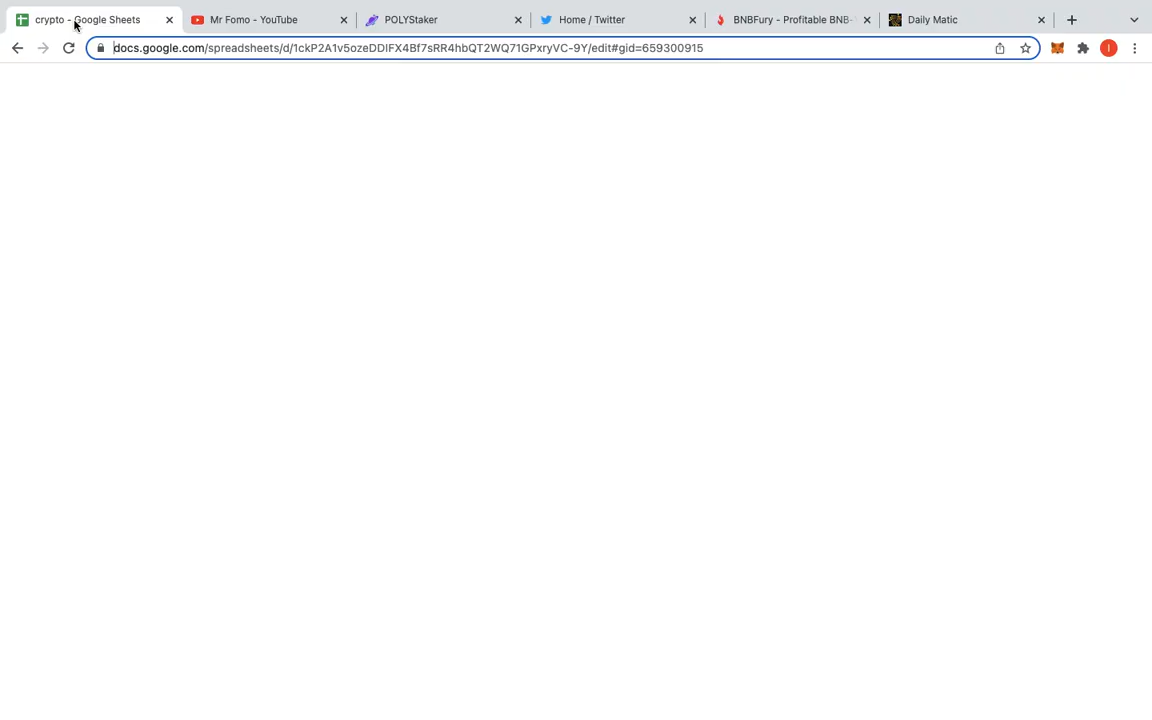 crypto - Google Sheets
Mr Fomo - YouTube
POLYStaker
Home / Twitter
BNBFury - Profitable BNB-
Daily Matic
docs.google.com/spreadsheets/d/1ckP2A1v5ozeDDIFX4Bf7sRR4hbQT2WQ71GPxryVC-9Y/edit#gid=659300915
I